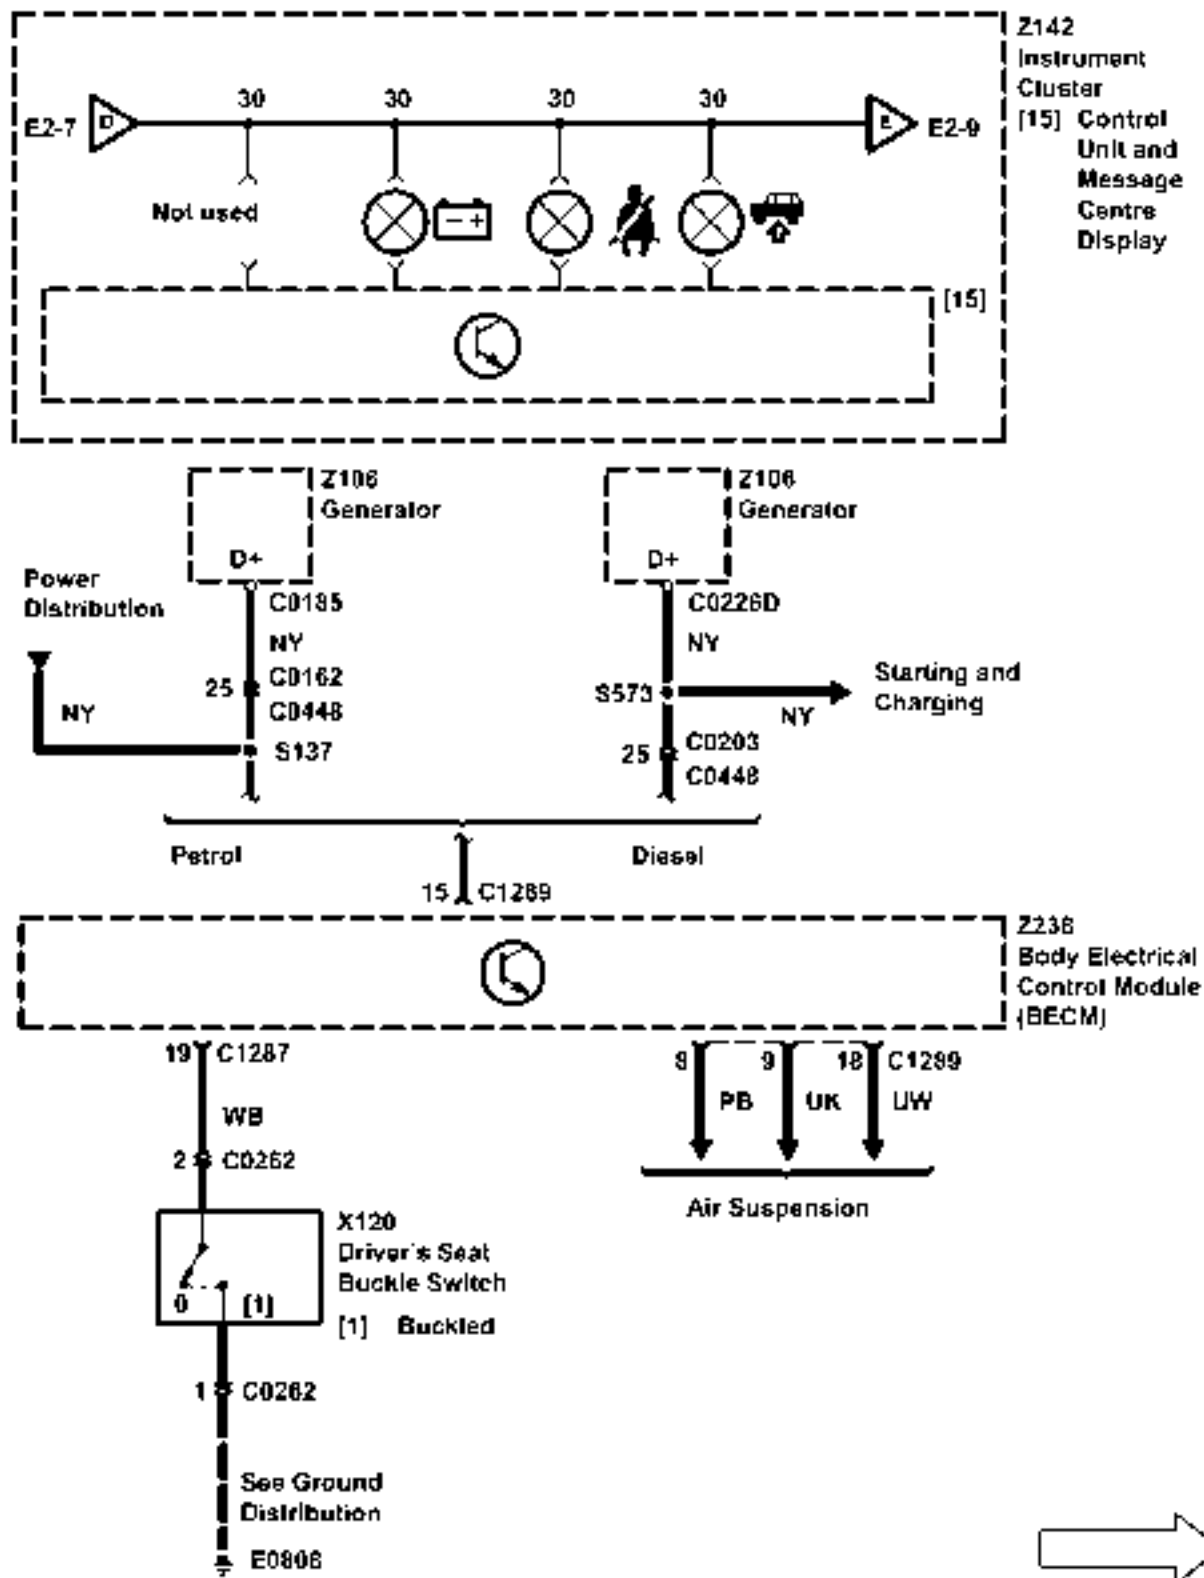 Z142
Instrument
Cluster
[15] Control
Unit and
Message
Centre
Display
30 30 30 30
E2-7 D E E2-9
Not used
- +
[15]
Z106
Generator
D+
Z106
Generator
D+
Power
Distribution
C0185
NY
25 C0162
C0448
NY
S137
C0226D
NY
S573
NY
Starting and
Charging
25 C0203
C0448
Petrol
Diesel
15 C1289
Z238
Body Electrical
Control Module
(BECM)
19 C1287
WB
2 C0262
8 9 18 C1289
PB UK UW
Air Suspension
X120
Driver's Seat
Buckle Switch
[1] Buckled
0 [1]
1 C0262
See Ground
Distribution
E0808